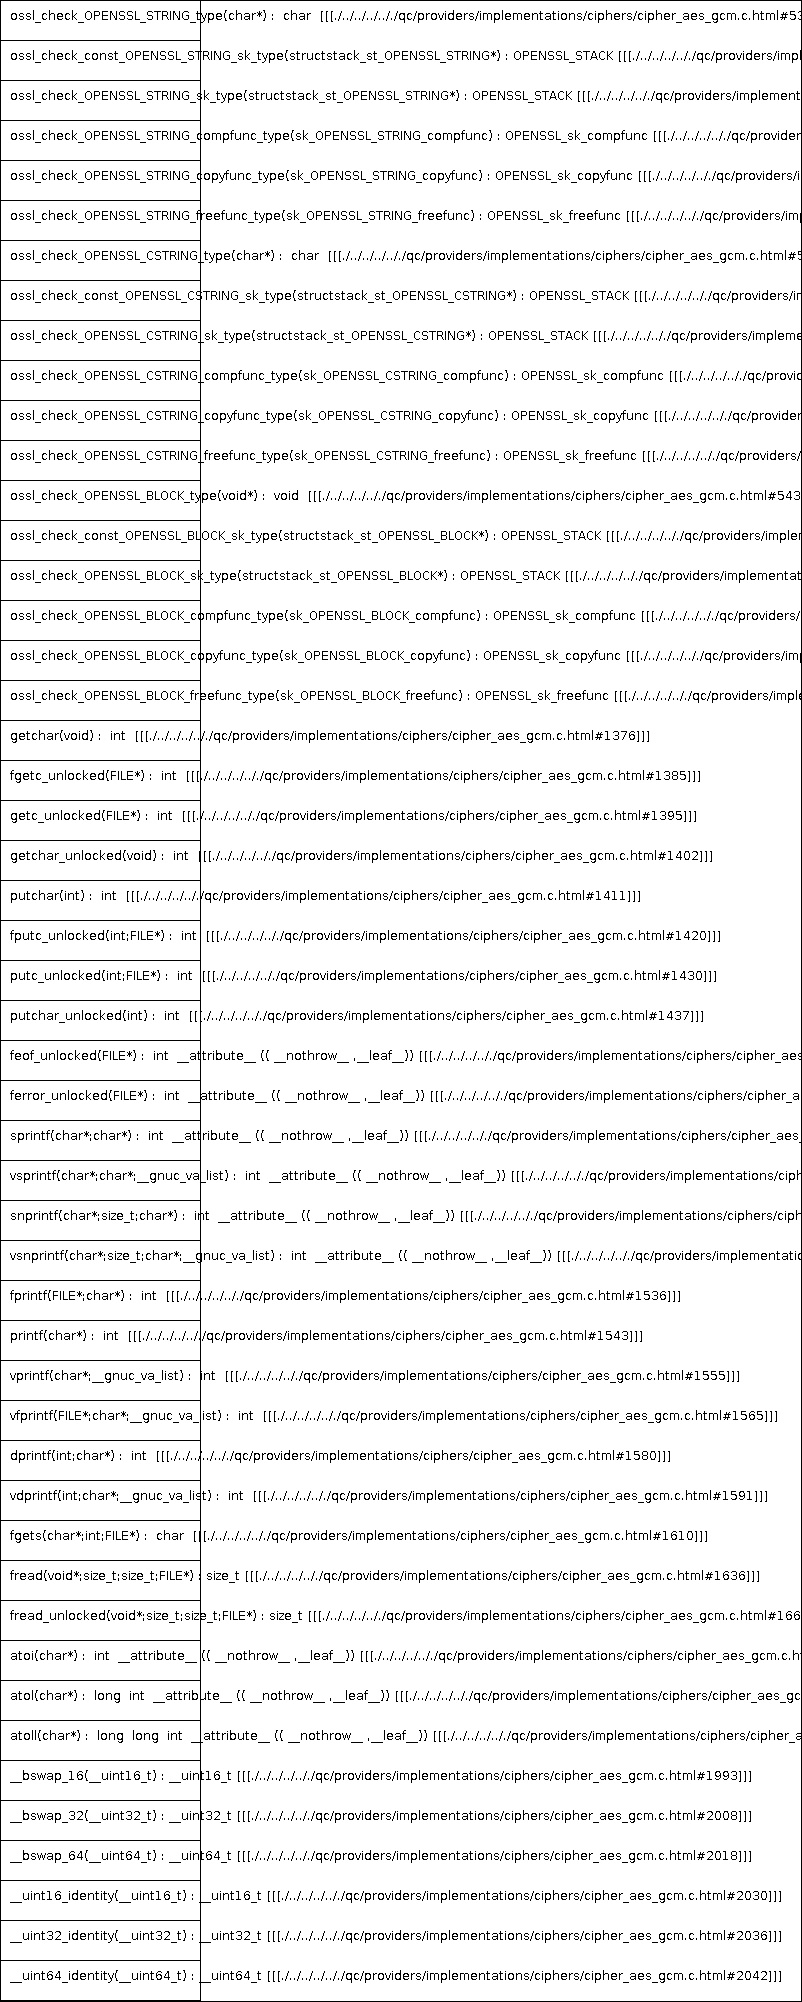 ossl_check_OPENSSL_STRING_type(char*) : char [[[./../../../../qc/providers/implementations/ciphers/cipher_aes_gcm.c.html#53
ossl_check_const_OPENSSL_STRING_sk_type(structstack_st_OPENSSL_STRING*) : OPENSSL_STACK [[[./../../../../qc/providers/impl
ossl_check_OPENSSL_STRING_sk_type(structstack_st_OPENSSL_STRING*) : OPENSSL_STACK [[[./../../../../qc/providers/implement
ossl_check_OPENSSL_STRING_compfunc_type(sk_OPENSSL_STRING_compfunc) : OPENSSL_sk_compfunc [[[./../../../../qc/provider
ossl_check_OPENSSL_STRING_copyfunc_type(sk_OPENSSL_STRING_copyfunc) : OPENSSL_sk_copyfunc [[[./../../../../qc/providers/i
ossl_check_OPENSSL_STRING_freefunc_type(sk_OPENSSL_STRING_freefunc) : OPENSSL_sk_freefunc [[[./../../../../qc/providers/im
ossl_check_OPENSSL_CSTRING_type(char*) : char [[[./../../../../qc/providers/implementations/ciphers/cipher_aes_gcm.c.html#5
ossl_check_const_OPENSSL_CSTRING_sk_type(structstack_st_OPENSSL_CSTRING*) : OPENSSL_STACK [[[./../../../../qc/providers/i
ossl_check_OPENSSL_CSTRING_sk_type(structstack_st_OPENSSL_CSTRING*) : OPENSSL_STACK [[[./../../../../qc/providers/impleme
ossl_check_OPENSSL_CSTRING_compfunc_type(sk_OPENSSL_CSTRING_compfunc) : OPENSSL_sk_compfunc [[[./../../../../qc/provid
ossl_check_OPENSSL_CSTRING_copyfunc_type(sk_OPENSSL_CSTRING_copyfunc) : OPENSSL_sk_copyfunc [[[./../../../../qc/provider
ossl_check_OPENSSL_CSTRING_freefunc_type(sk_OPENSSL_CSTRING_freefunc) : OPENSSL_sk_freefunc [[[./../../../../qc/providers/
ossl_check_OPENSSL_BLOCK_type(void*) : void [[[./../../../../qc/providers/implementations/ciphers/cipher_aes_gcm.c.html#543
ossl_check_const_OPENSSL_BLOCK_sk_type(structstack_st_OPENSSL_BLOCK*) : OPENSSL_STACK [[[./../../../../qc/providers/implem
ossl_check_OPENSSL_BLOCK_sk_type(structstack_st_OPENSSL_BLOCK*) : OPENSSL_STACK [[[./../../../../qc/providers/implementat
ossl_check_OPENSSL_BLOCK_compfunc_type(sk_OPENSSL_BLOCK_compfunc) : OPENSSL_sk_compfunc [[[./../../../../qc/providers/
ossl_check_OPENSSL_BLOCK_copyfunc_type(sk_OPENSSL_BLOCK_copyfunc) : OPENSSL_sk_copyfunc [[[./../../../../qc/providers/im
ossl_check_OPENSSL_BLOCK_freefunc_type(sk_OPENSSL_BLOCK_freefunc) : OPENSSL_sk_freefunc [[[./../../../../qc/providers/imple
getchar(void) : int [[[./../../../../qc/providers/implementations/ciphers/cipher_aes_gcm.c.html#1376]]]
fgetc_unlocked(FILE*) : int [[[./../../../../qc/providers/implementations/ciphers/cipher_aes_gcm.c.html#1385]]]
getc_unlocked(FILE*) : int [[[./../../../../qc/providers/implementations/ciphers/cipher_aes_gcm.c.html#1395]]]
getchar_unlocked(void) : int [[[./../../../../qc/providers/implementations/ciphers/cipher_aes_gcm.c.html#1402]]]
putchar(int) : int [[[./../../../../qc/providers/implementations/ciphers/cipher_aes_gcm.c.html#1411]]]
fputc_unlocked(int;FILE*) : int [[[./../../../../qc/providers/implementations/ciphers/cipher_aes_gcm.c.html#1420]]]
putc_unlocked(int;FILE*) : int [[[./../../../../qc/providers/implementations/ciphers/cipher_aes_gcm.c.html#1430]]]
putchar_unlocked(int) : int [[[./../../../../qc/providers/implementations/ciphers/cipher_aes_gcm.c.html#1437]]]
feof_unlocked(FILE*) : int __attribute__ (( __nothrow__ ,__leaf__)) [[[./../../../../qc/providers/implementations/ciphers/cipher_aes
ferror_unlocked(FILE*) : int __attribute__ (( __nothrow__ ,__leaf__)) [[[./../../../../qc/providers/implementations/ciphers/cipher_a
sprintf(char*;char*) : int __attribute__ (( __nothrow__ ,__leaf__)) [[[./../../../../qc/providers/implementations/ciphers/cipher_aes_
vsprintf(char*;char*;__gnuc_va_list) : int __attribute__ (( __nothrow__ ,__leaf__)) [[[./../../../../qc/providers/implementations/ciph
snprintf(char*;size_t;char*) : int __attribute__ (( __nothrow__ ,__leaf__)) [[[./../../../../qc/providers/implementations/ciphers/ciph
vsnprintf(char*;size_t;char*;__gnuc_va_list) : int __attribute__ (( __nothrow__ ,__leaf__)) [[[./../../../../qc/providers/implementatio
fprintf(FILE*;char*) : int [[[./../../../../qc/providers/implementations/ciphers/cipher_aes_gcm.c.html#1536]]]
printf(char*) : int [[[./../../../../qc/providers/implementations/ciphers/cipher_aes_gcm.c.html#1543]]]
vprintf(char*;__gnuc_va_list) : int [[[./../../../../qc/providers/implementations/ciphers/cipher_aes_gcm.c.html#1555]]]
vfprintf(FILE*;char*;__gnuc_va_list) : int [[[./../../../../qc/providers/implementations/ciphers/cipher_aes_gcm.c.html#1565]]]
dprintf(int;char*) : int [[[./../../../../qc/providers/implementations/ciphers/cipher_aes_gcm.c.html#1580]]]
vdprintf(int;char*;__gnuc_va_list) : int [[[./../../../../qc/providers/implementations/ciphers/cipher_aes_gcm.c.html#1591]]]
fgets(char*;int;FILE*) : char [[[./../../../../qc/providers/implementations/ciphers/cipher_aes_gcm.c.html#1610]]]
fread(void*;size_t;size_t;FILE*) : size_t [[[./../../../../qc/providers/implementations/ciphers/cipher_aes_gcm.c.html#1636]]]
fread_unlocked(void*;size_t;size_t;FILE*) : size_t [[[./../../../../qc/providers/implementations/ciphers/cipher_aes_gcm.c.html#166
atoi(char*) : int __attribute__ (( __nothrow__ ,__leaf__)) [[[./../../../../qc/providers/implementations/ciphers/cipher_aes_gcm.c.h
atol(char*) : long int __attribute__ (( __nothrow__ ,__leaf__)) [[[./../../../../qc/providers/implementations/ciphers/cipher_aes_gc
atoll(char*) : long long int __attribute__ (( __nothrow__ ,__leaf__)) [[[./../../../../qc/providers/implementations/ciphers/cipher_a
__bswap_16(__uint16_t) : __uint16_t [[[./../../../../qc/providers/implementations/ciphers/cipher_aes_gcm.c.html#1993]]]
__bswap_32(__uint32_t) : __uint32_t [[[./../../../../qc/providers/implementations/ciphers/cipher_aes_gcm.c.html#2008]]]
__bswap_64(__uint64_t) : __uint64_t [[[./../../../../qc/providers/implementations/ciphers/cipher_aes_gcm.c.html#2018]]]
__uint16_identity(__uint16_t) : __uint16_t [[[./../../../../qc/providers/implementations/ciphers/cipher_aes_gcm.c.html#2030]]]
__uint32_identity(__uint32_t) : __uint32_t [[[./../../../../qc/providers/implementations/ciphers/cipher_aes_gcm.c.html#2036]]]
__uint64_identity(__uint64_t) : __uint64_t [[[./../../../../qc/providers/implementations/ciphers/cipher_aes_gcm.c.html#2042]]]